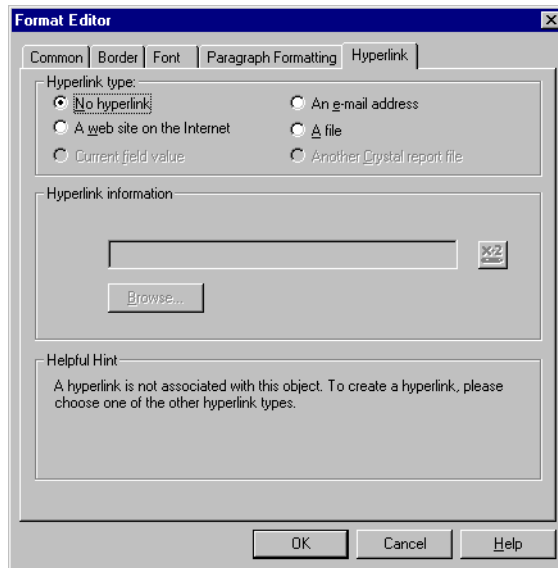 Format Editor
Common Border Font Paragraph Formatting Hyperlink
Hyperlink type:
No hyperlink An e-mail address
A web site on the Internet A file
Current field value Another Crystal report file
Hyperlink information
X-2
Browse...
Helpful Hint
A hyperlink is not associated with this object. To create a hyperlink, please
choose one of the other hyperlink types.
OK Cancel Help